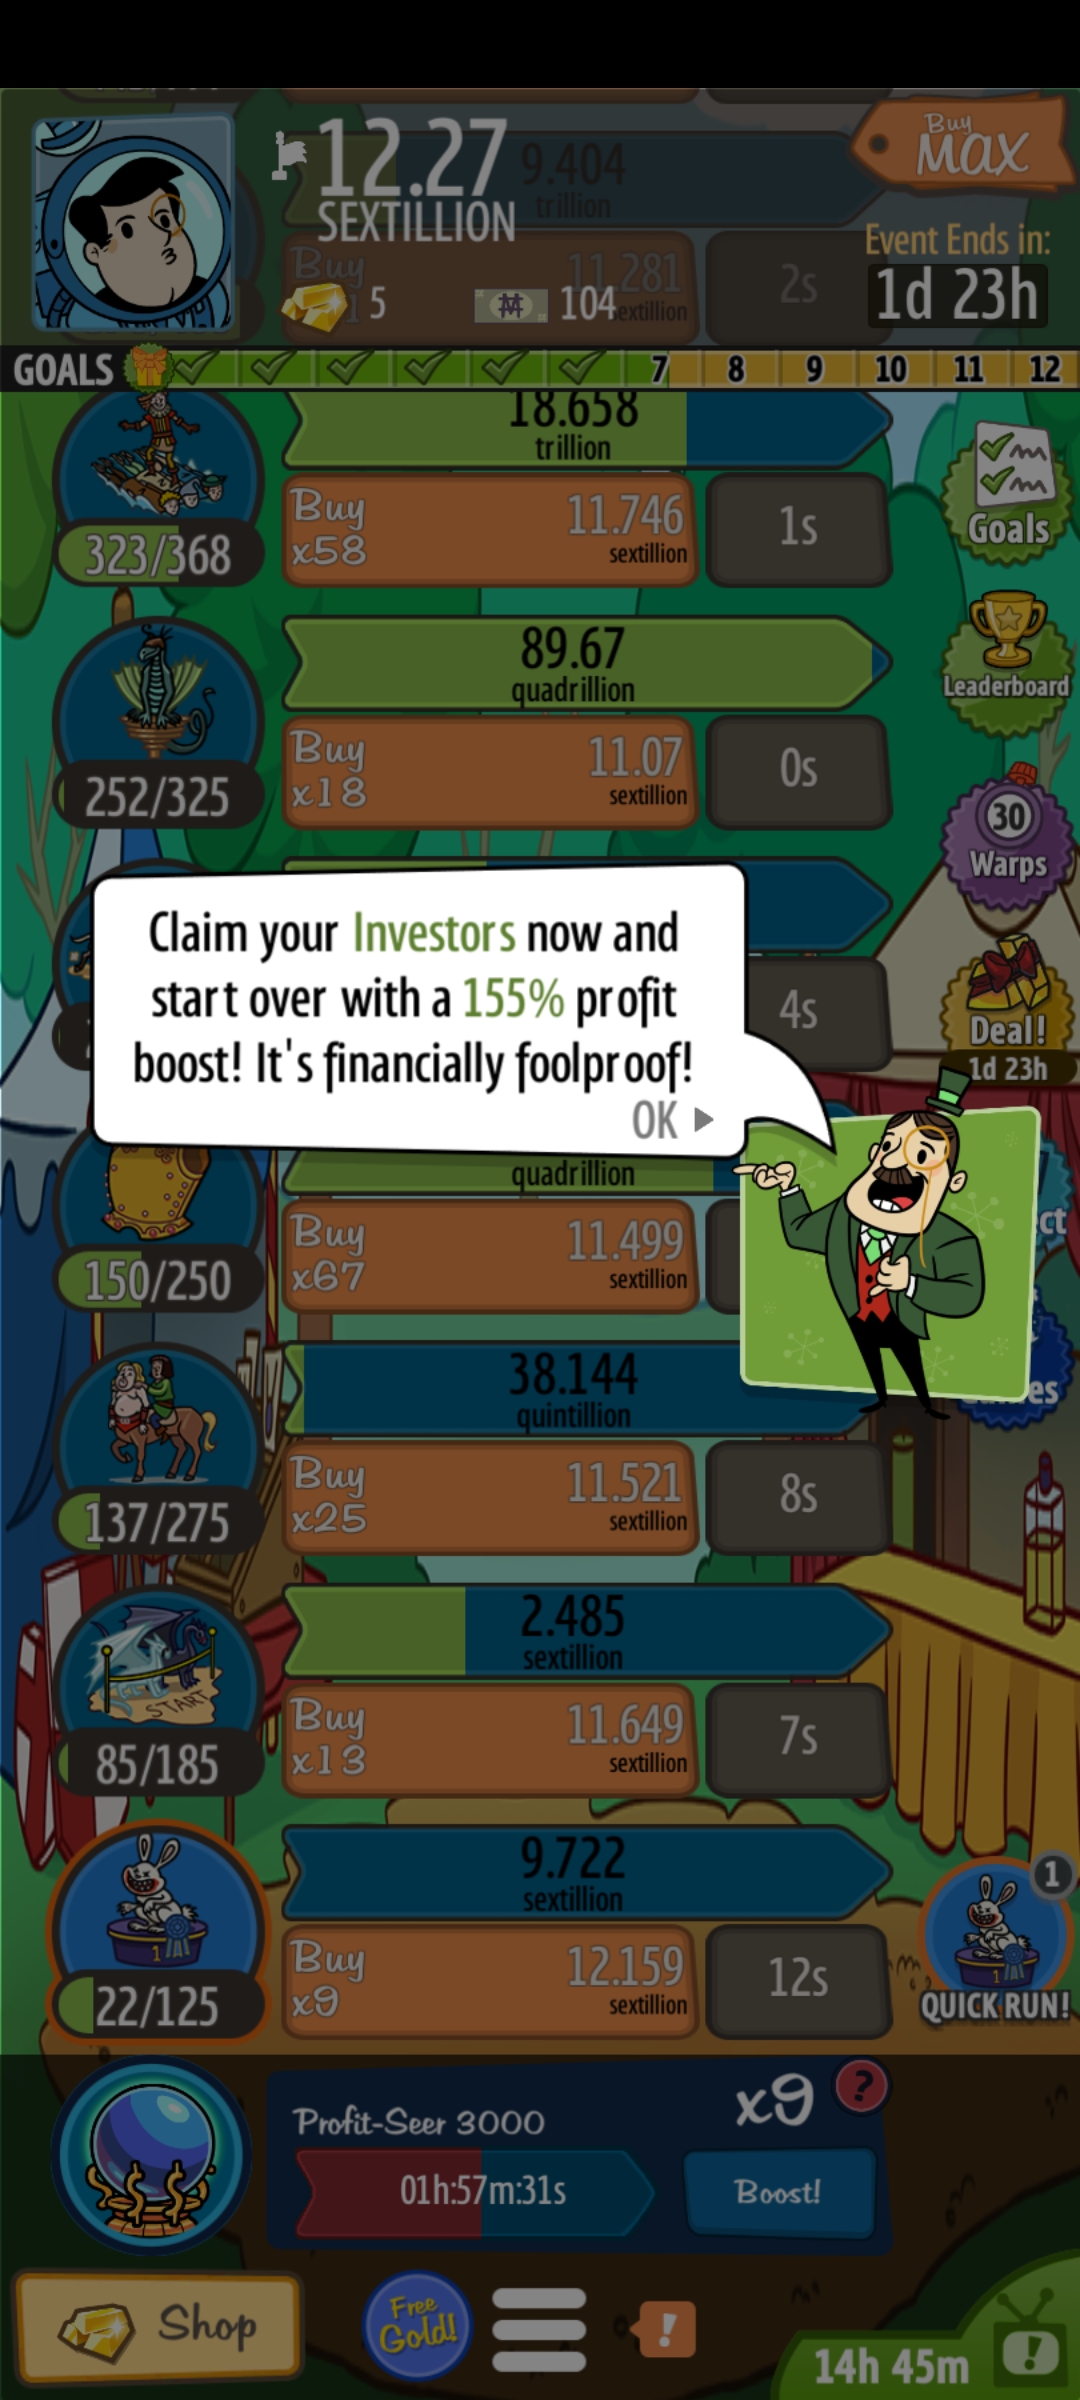 12.27
SEXTILLION
9.404
trillion
Buy
MAX
Event Ends in:
1d 23h
Buy
11.281
sextillion
2s
5
104
GOALS
7 8 9 10 11 12
18.658
trillion
323/368
Buy
x58
11.746
sextillion
1s
Goals
89.67
quadrillion
252/325
Buy
x18
11.07
sextillion
0s
Leaderboard
30
Warps
Claim your Investors now and
start over with a 155% profit
boost! It's financially foolproof!
OK
4s
Deal!
1d 23h
quadrillion
150/250
Buy
x67
11.499
sextillion
ct
38.144
quintillion
137/275
Buy
x25
11.521
sextillion
8s
es
2.485
sextillion
START
85/185
Buy
x13
11.649
sextillion
7s
9.722
sextillion
1
22/125
Buy
x9
12.159
sextillion
12s
1
1
QUICK RUN!
Profit-Seer 3000
x9
?
01h:57m:31s
Boost!
Shop
Free
Gold!
!
14h 45m
!